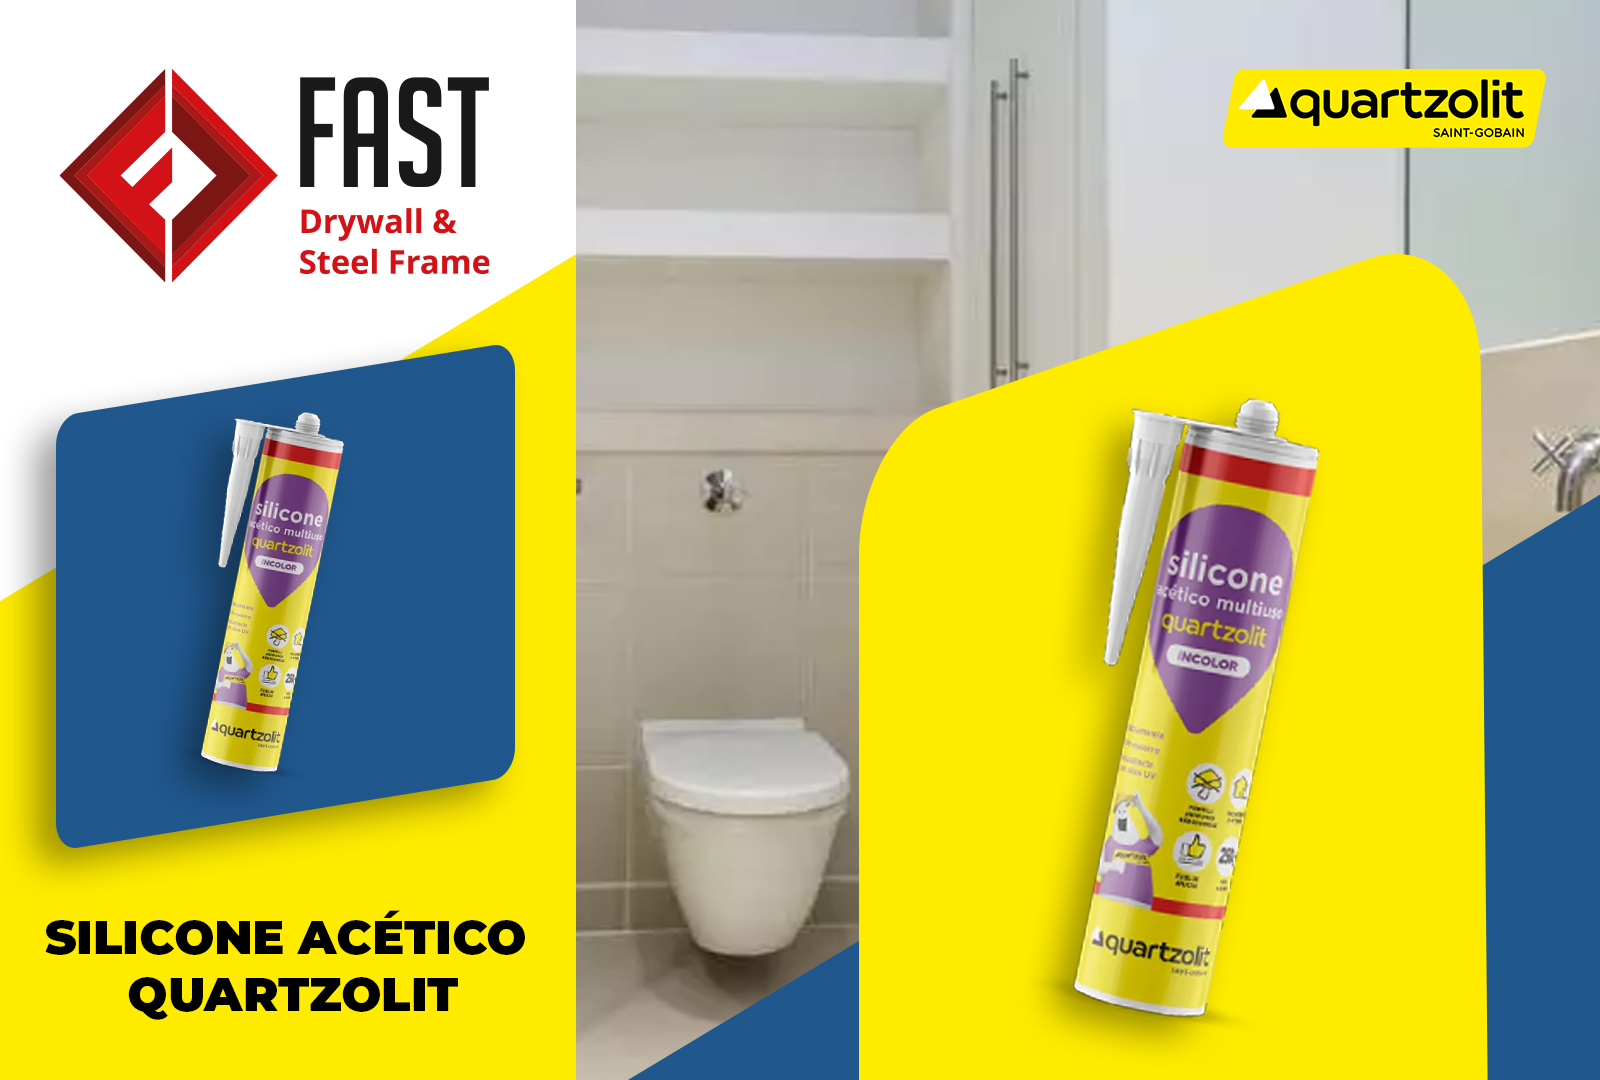 FAST
Drywall &
Steel Frame
silicone
acético multiuso
quartzolit
INCOLOR
quartzolit
SILICONE ACÉTICO
QUARTZOLIT
quartzolit
SAINT-GOBAIN
silicone
acético multiuso
quartzolit
INCOLOR
quartzolit